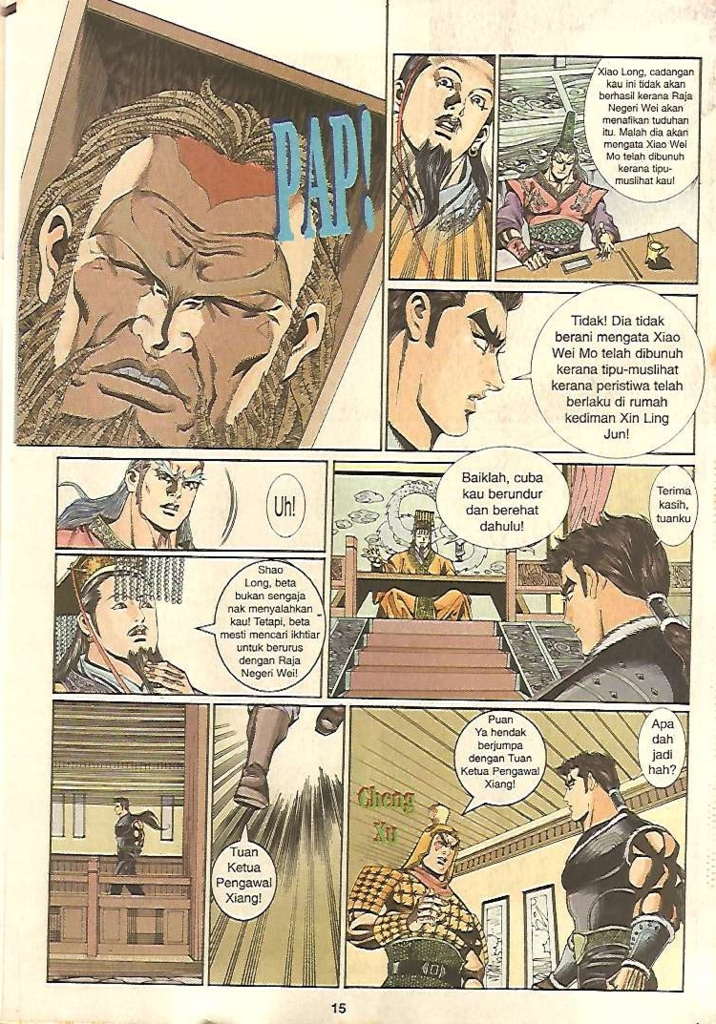 PAP!
Xiao Long, cadangan
kau ini tidak akan
berhasil kerana Raja
Negeri Wei akan
menafikan tuduhan
itu. Malah dia akan
mengata Xiao Wei
Mo telah dibunuh
kerana tipu-
muslihat kau!
Tidak! Dia tidak
berani mengata Xiao
Wei Mo telah dibunuh
kerana tipu-muslihat
kerana peristiwa telah
berlaku di rumah
kediman Xin Ling
Jun!
Uh!
Shao
Long, beta
bukan sengaja
nak menyalahkan
kau! Tetapi, beta
mesti mencari ikhtiar
untuk berurus
dengan Raja
Negeri Wei!
Baiklah, cuba
kau berundur
dan berehat
dahulu!
Terima
kasih,
tuanku
Tuan
Ketua
Pengawal
Xiang!
Puan
Ya hendak
berjumpa
dengan Tuan
Ketua Pengawal
Xiang!
Apa
dah
jadi
hah?
Cheng
Xu
15